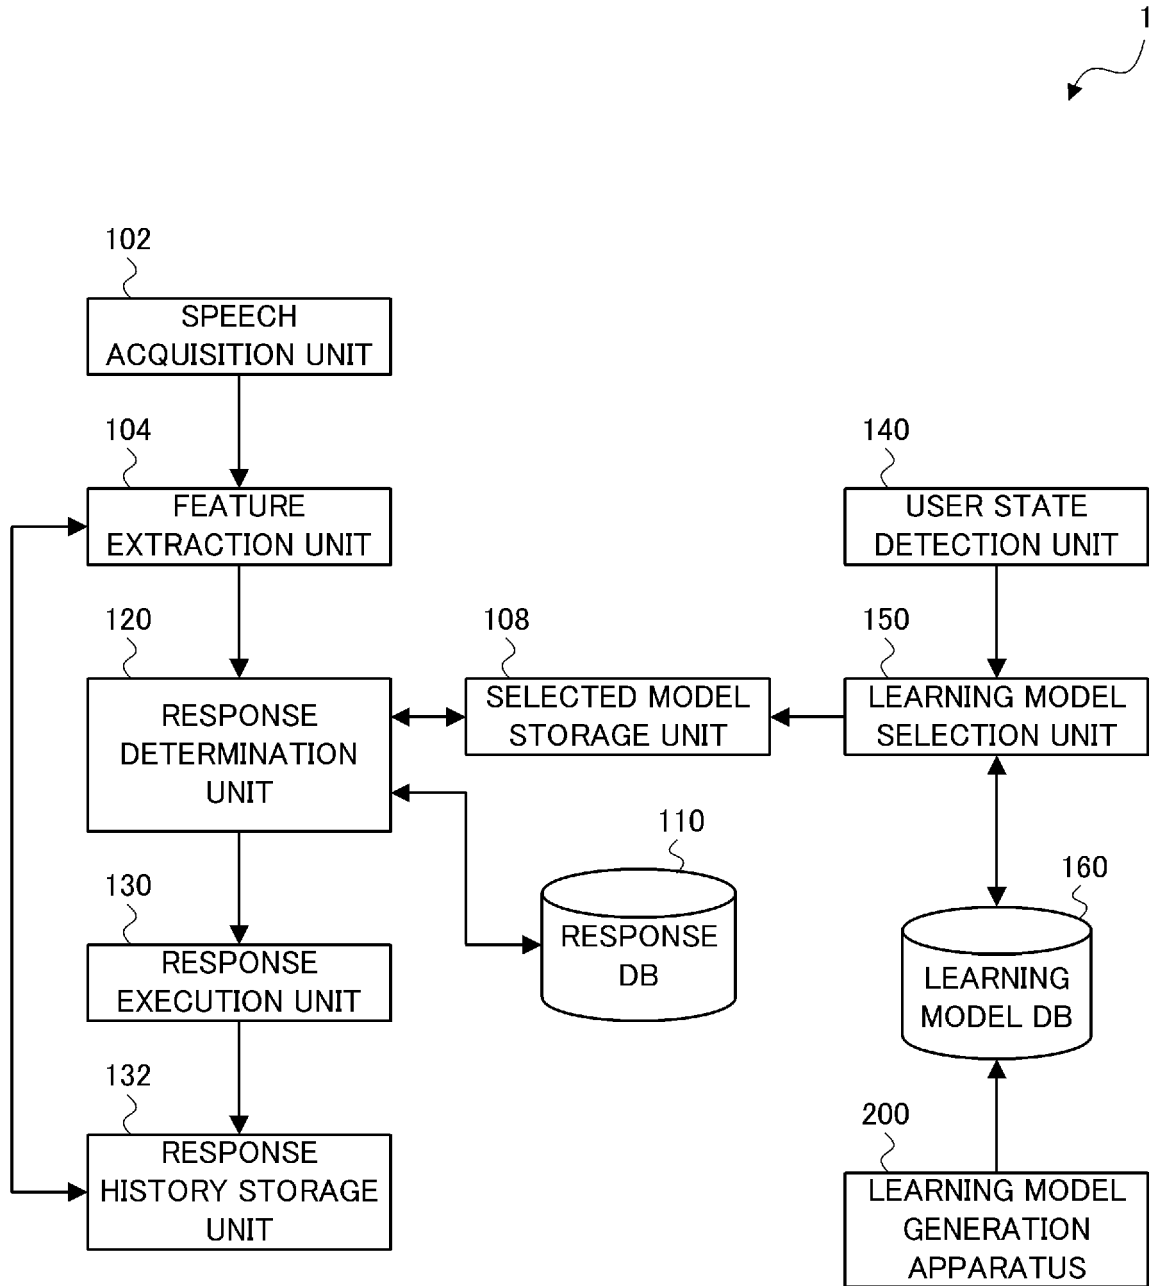 1
102
SPEECH
ACQUISITION UNIT
104
FEATURE
EXTRACTION UNIT
140
USER STATE
DETECTION UNIT
120
RESPONSE
DETERMINATION
UNIT
108
SELECTED MODEL
STORAGE UNIT
150
LEARNING MODEL
SELECTION UNIT
110
RESPONSE
DB
160
LEARNING
MODEL DB
130
RESPONSE
EXECUTION UNIT
132
RESPONSE
HISTORY STORAGE
UNIT
200
LEARNING MODEL
GENERATION
APPARATUS